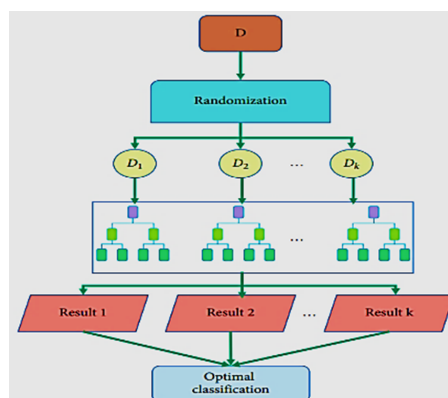 D
Randomization
D1 D2 ... Dk
...
Result 1 Result 2 ... Result k
Optimal
classification